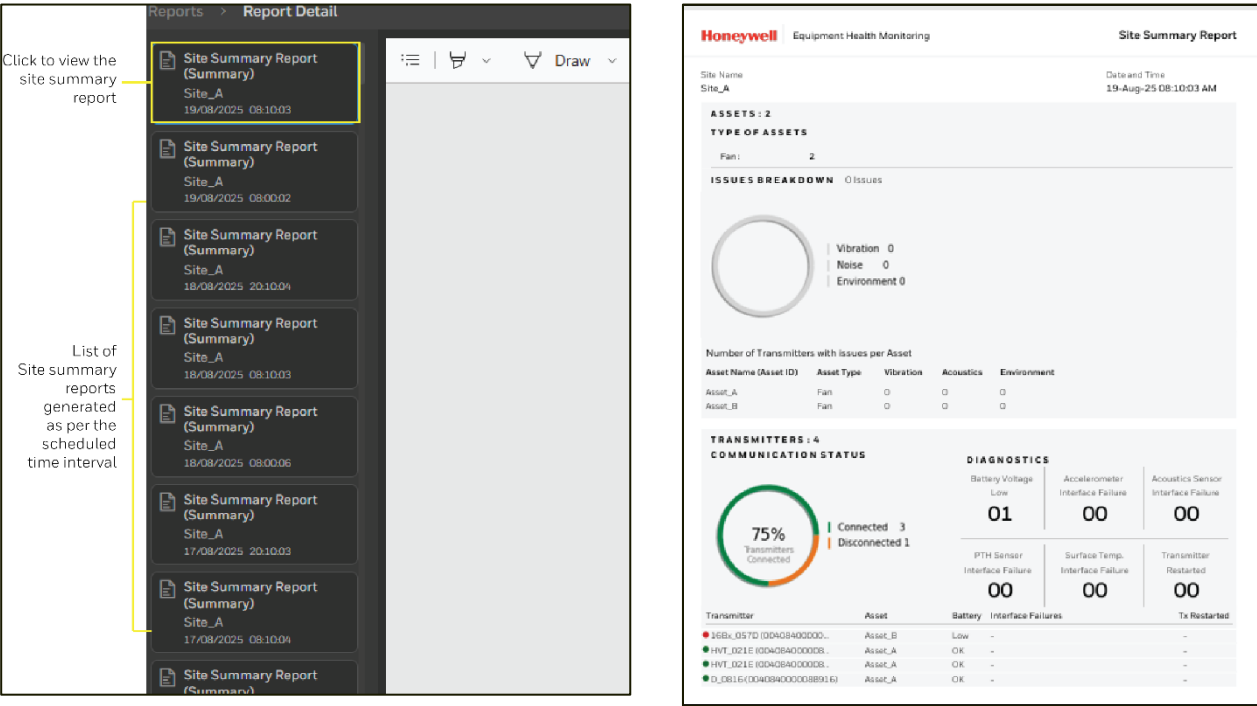 Reports > Report Detail
Click to view the
site summary
report
Site Summary Report
(Summary)
Site_A
19/08/2025 08:10:03
Site Summary Report
(Summary)
Site_A
19/08/2025 08:00:02
Site Summary Report
(Summary)
Site_A
18/08/2025 20:10:04
Site Summary Report
(Summary)
Site_A
18/08/2025 08:10:03
Site Summary Report
(Summary)
Site_A
18/08/2025 08:00:06
Site Summary Report
(Summary)
Site_A
17/08/2025 20:10:03
Site Summary Report
(Summary)
Site_A
17/08/2025 08:10:04
Site Summary Report
(Summary)
List of
Site summary
reports
generated
as per the
scheduled
time interval
Draw
Honeywell Equipment Health Monitoring Site Summary Report
Site Name Date and Time
Site_A 19-Aug-25 08:10:03 AM
ASSETS : 2
TYPE OF ASSETS
Fan : 2
ISSUES BREAKDOWN 0 Issues
Vibration 0
Noise 0
Environment 0
Number of Transmitters with issues per Asset
Asset Name (Asset ID) Asset Type Vibration Acoustics Environment
Asset_A Fan 0 0 0
Asset_B Fan 0 0 0
TRANSMITTERS : 4
COMMUNICATION STATUS
75%
Transmitters
Connected
Connected 3
Disconnected 1
DIAGNOSTICS
Battery Voltage Accelerometer Acoustics Sensor
Low Interface Failure Interface Failure
01 00 00
PTH Sensor Surface Temp. Transmitter
Interface Failure Interface Failure Restarted
00 00 00
Transmitter Asset Battery Interface Failures Tx Restarted
16Bx_057D (00408400000... Asset_B Low - -
HVT_021E (004084000008... Asset_A OK - -
HVT_021E (004084000008... Asset_A OK - -
D_0816 (0040840000088916) Asset_A OK - -